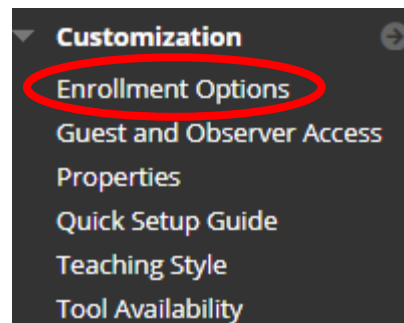 Customization
Enrollment Options
Guest and Observer Access
Properties
Quick Setup Guide
Teaching Style
Tool Availability